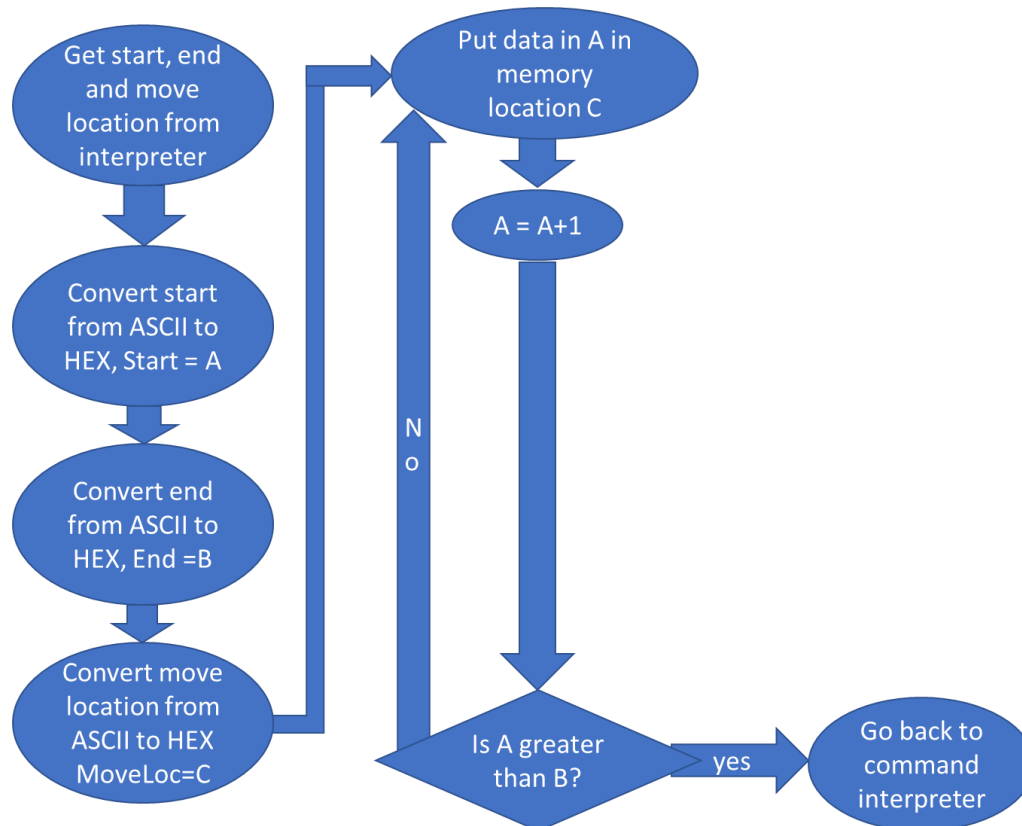 Get start, end
and move
location from
interpreter
Convert start
from ASCII to
HEX, Start = A
Convert end
from ASCII to
HEX, End =B
Convert move
location from
ASCII to HEX
MoveLoc=C
Put data in A in
memory
location C
A = A+1
N
o
Is A greater
than B?
yes
Go back to
command
interpreter